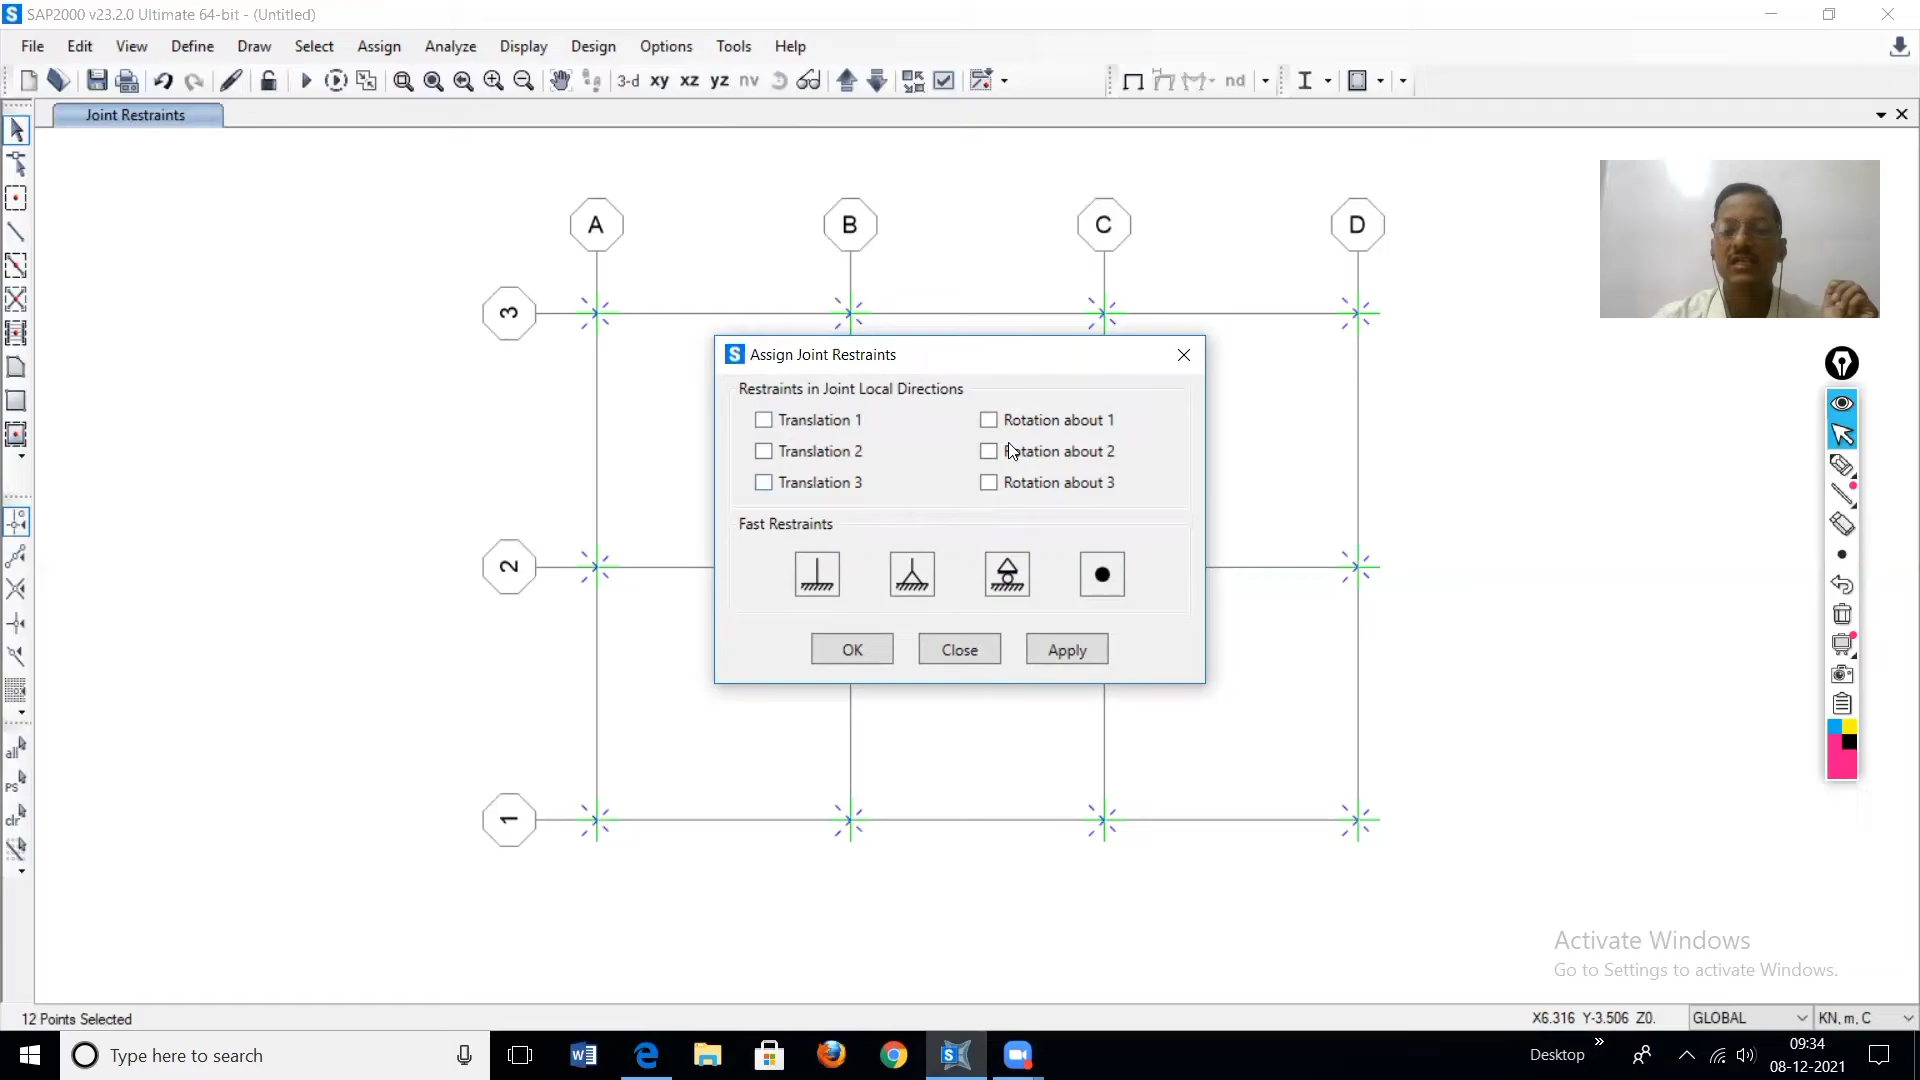 SAP2000 v23.2.0 Ultimate 64-bit - (Untitled)
File Edit View Define Draw Select Assign Analyze Display Design Options Tools Help
3-d xy xz yz nv nd
Joint Restraints
A B C D
3
2
1
Assign Joint Restraints
Restraints in Joint Local Directions
Translation 1 Rotation about 1
Translation 2 Rotation about 2
Translation 3 Rotation about 3
Fast Restraints
OK Close Apply
all
PS
clr
Activate Windows
Go to Settings to activate Windows.
12 Points Selected X6.316 Y-3.506 Z0. GLOBAL KN, m, C
Type here to search Desktop 09:34
08-12-2021